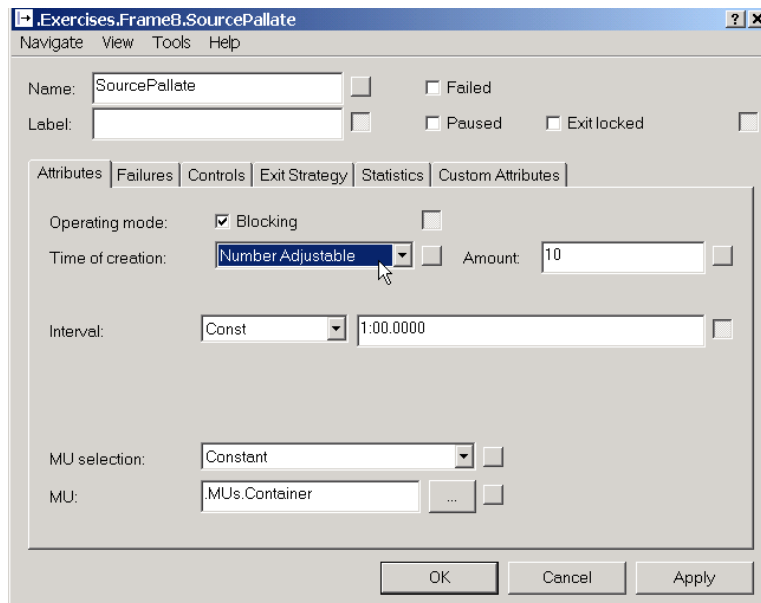 .Exercises.Frame8.SourcePallate
Navigate View Tools Help
Name: SourcePallate Failed
Label: Paused Exit locked
Attributes Failures Controls Exit Strategy Statistics Custom Attributes
Operating mode: Blocking
Time of creation: Number Adjustable Amount: 10
Interval: Const 1:00.0000
MU selection: Constant
MU: .MUs.Container ...
OK Cancel Apply